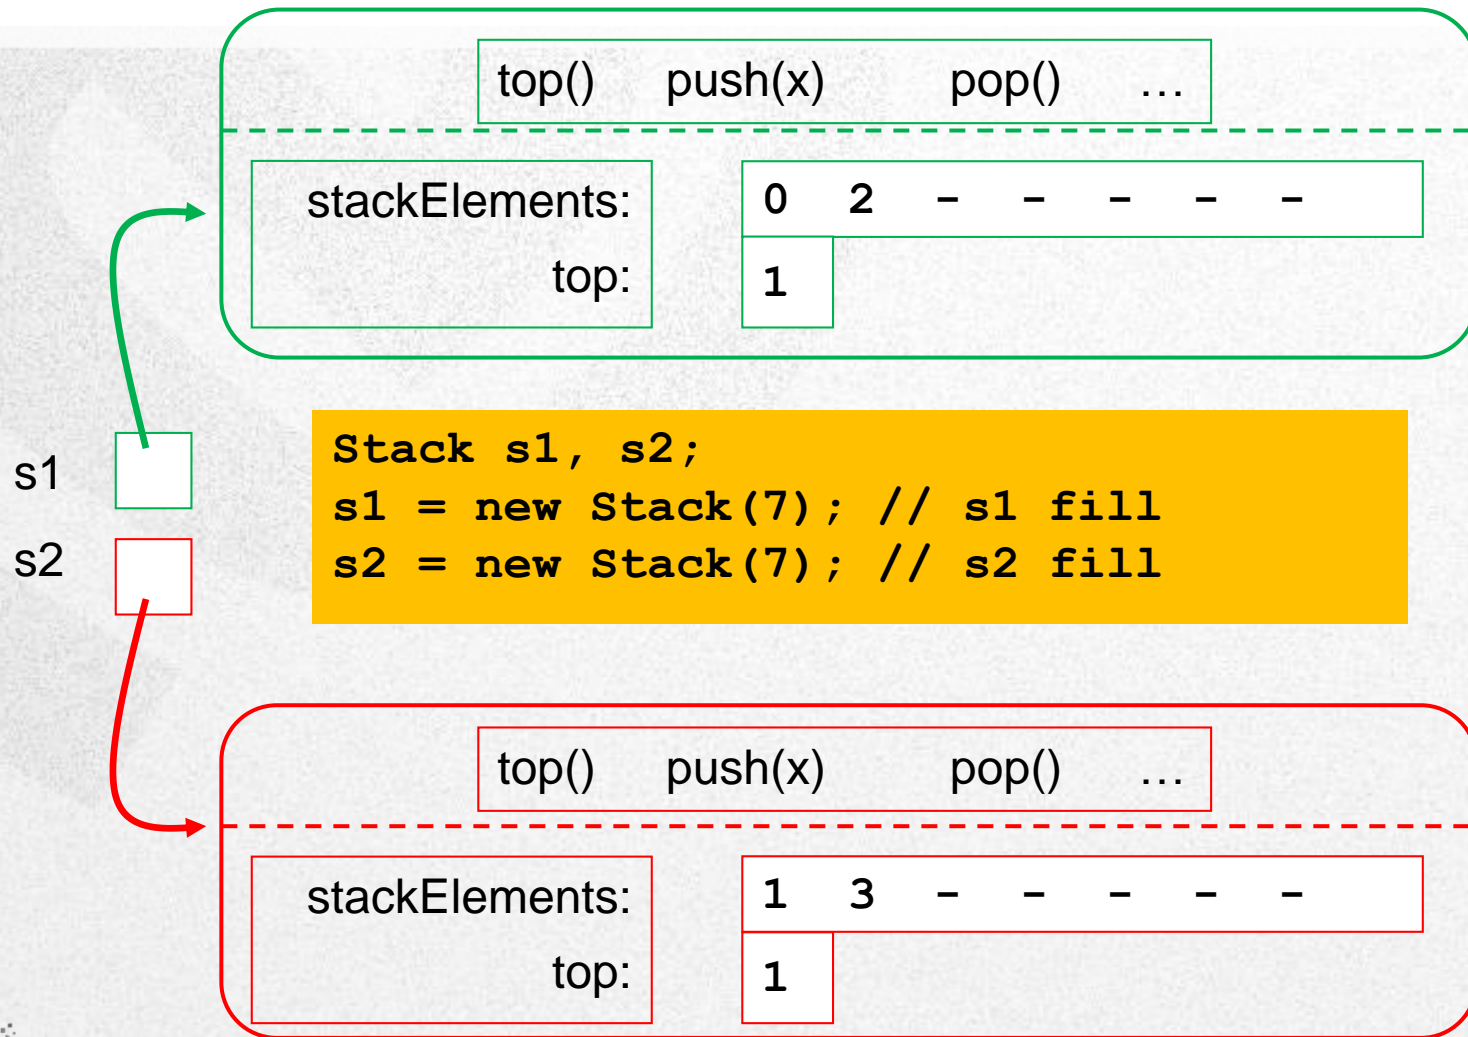 top() push(x) pop() …
stackElements: 0 2 - - - - -
top: 1
s1
s2
Stack s1, s2;
s1 = new Stack(7); // s1 fill
s2 = new Stack(7); // s2 fill
top() push(x) pop() …
stackElements: 1 3 - - - - -
top: 1